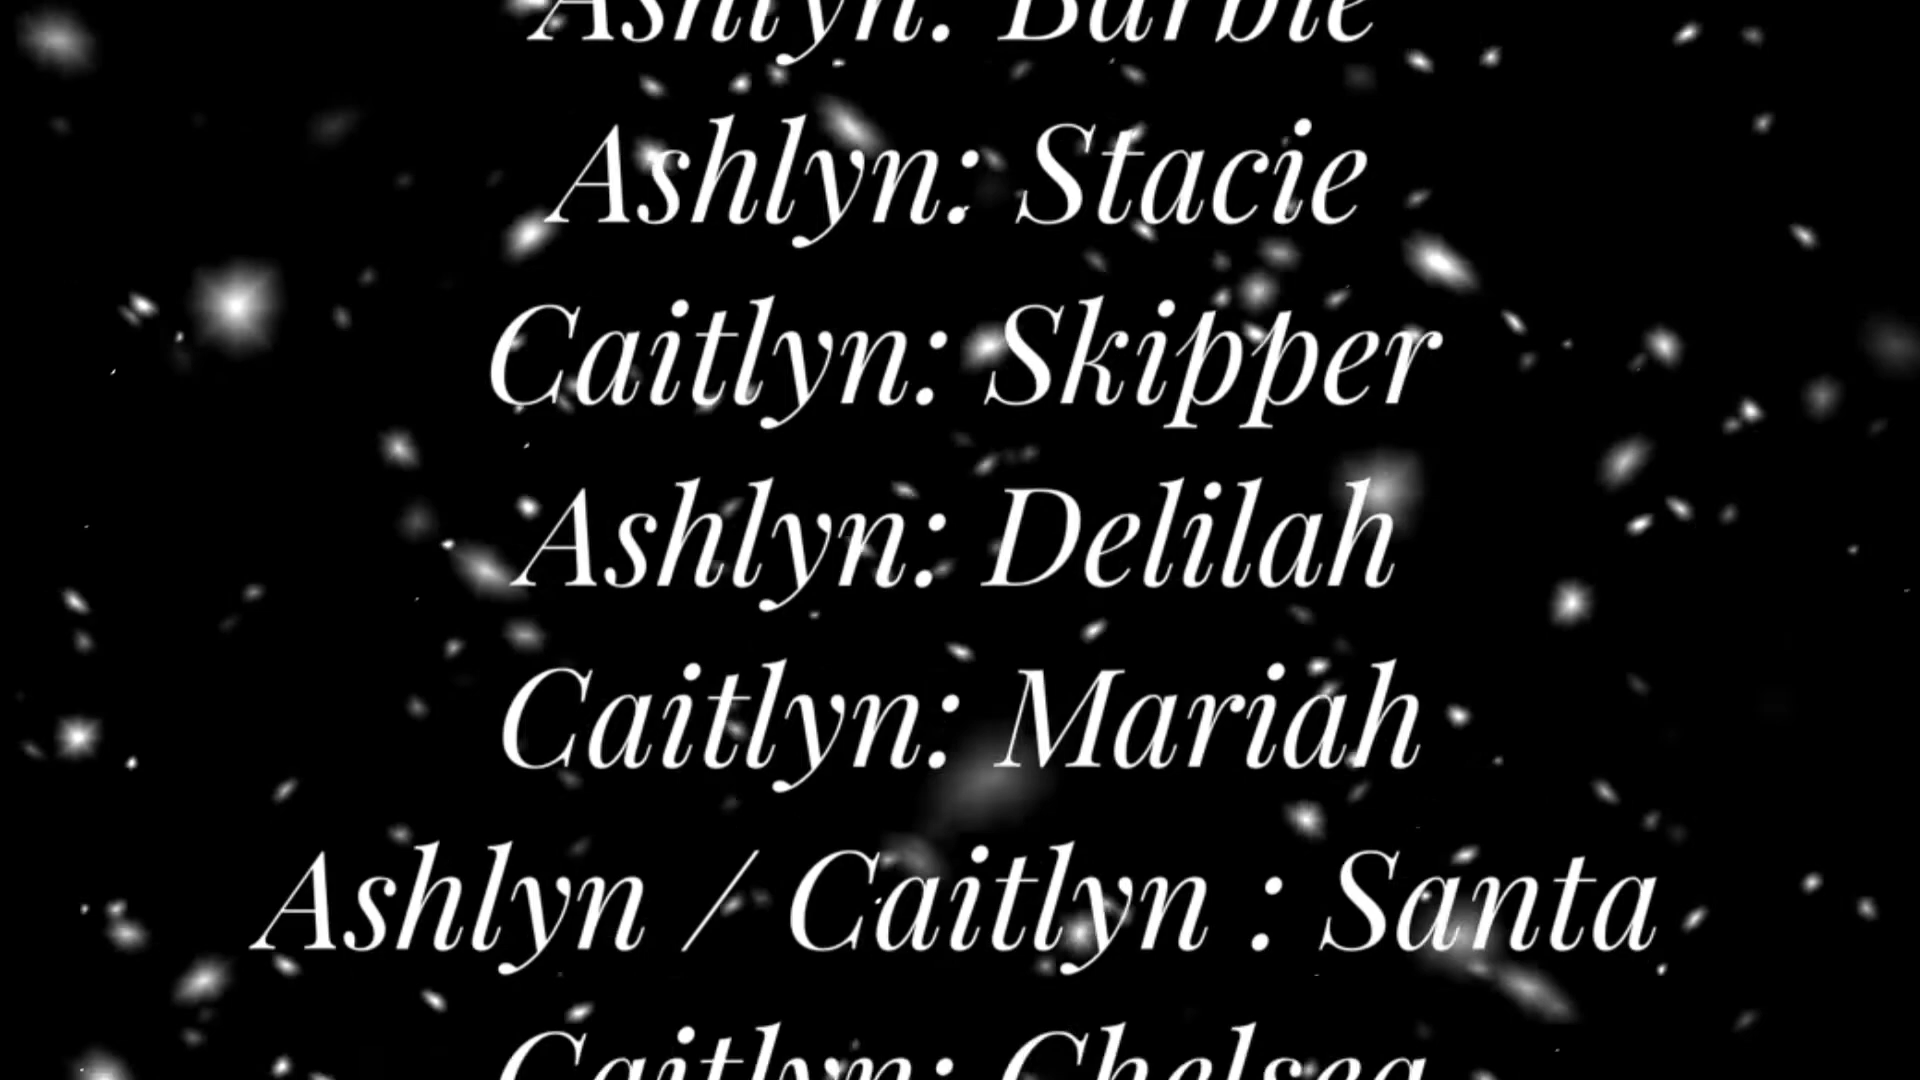 Ashlyn: Barbie
Ashlyn: Stacie
Caitlyn: Skipper
Ashlyn: Delilah
Caitlyn: Mariah
Ashlyn / Caitlyn : Santa
Caitlyn: Chelsea